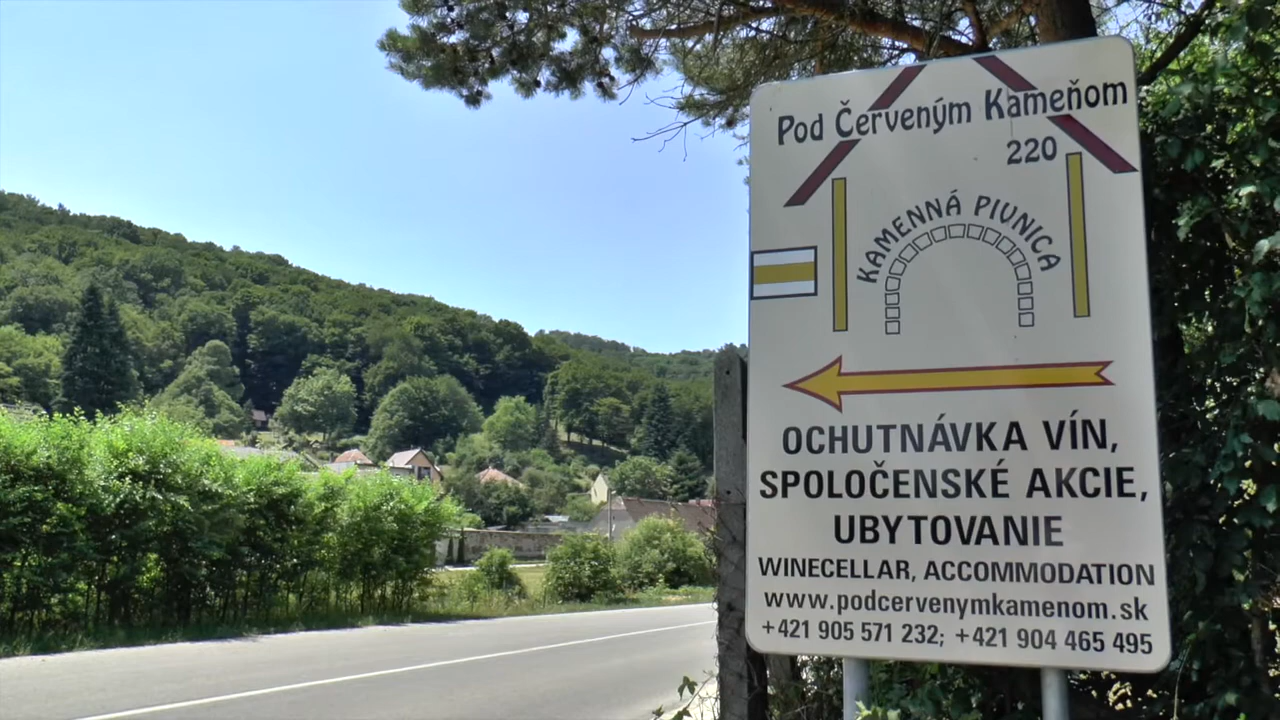 Pod Červeným Kameňom
220
KAMENNÁ PIVNICA
OCHUTNÁVKA VÍN,
SPOLOČENSKÉ AKCIE,
UBYTOVANIE
WINECELLAR, ACCOMMODATION
www.podcervenymkamenom.sk
+421 905 571 232; +421 904 465 495